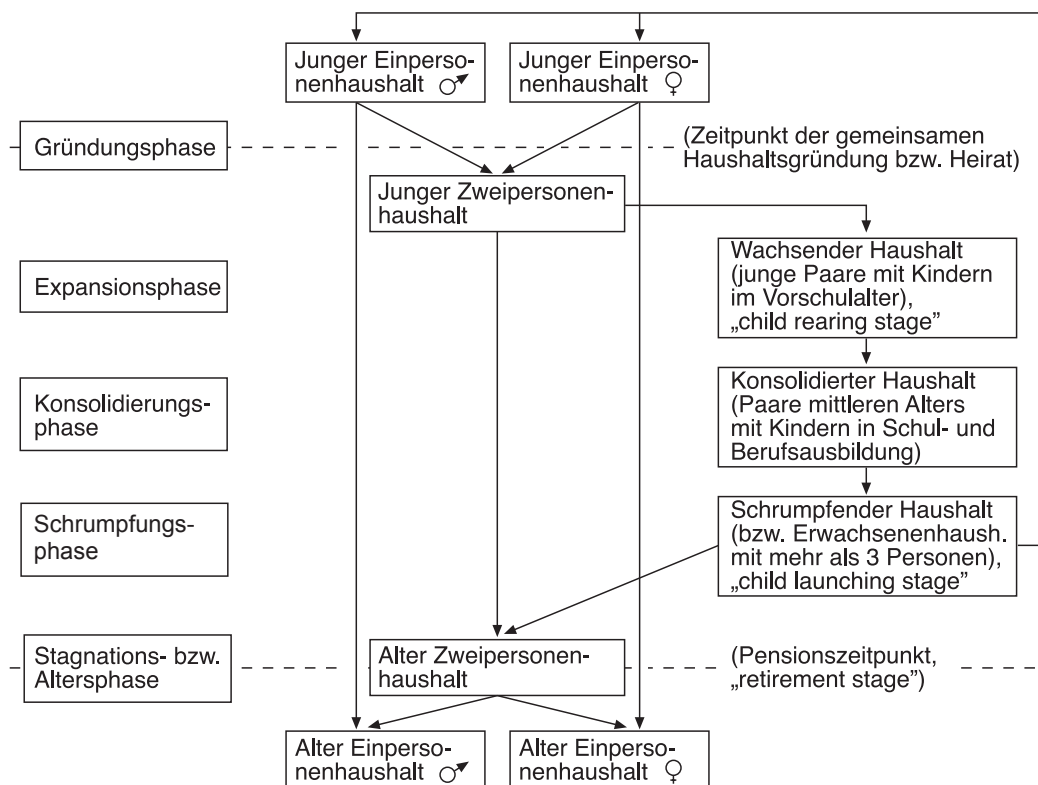 Junger Einperso-
nenhaushalt ♂
Junger Einperso-
nenhaushalt ♀
Gründungsphase
(Zeitpunkt der gemeinsamen
Haushaltsgründung bzw. Heirat)
Junger Zweipersonen-
haushalt
Expansionsphase
Wachsender Haushalt
(junge Paare mit Kindern
im Vorschulalter),
„child rearing stage”
Konsolidierungs-
phase
Konsolidierter Haushalt
(Paare mittleren Alters
mit Kindern in Schul- und
Berufsausbildung)
Schrumpfungs-
phase
Schrumpfender Haushalt
(bzw. Erwachsenenhaush.
mit mehr als 3 Personen),
„child launching stage”
Stagnations- bzw.
Altersphase
Alter Zweipersonen-
haushalt
(Pensionszeitpunkt,
„retirement stage”)
Alter Einperso-
nenhaushalt ♂
Alter Einperso-
nenhaushalt ♀